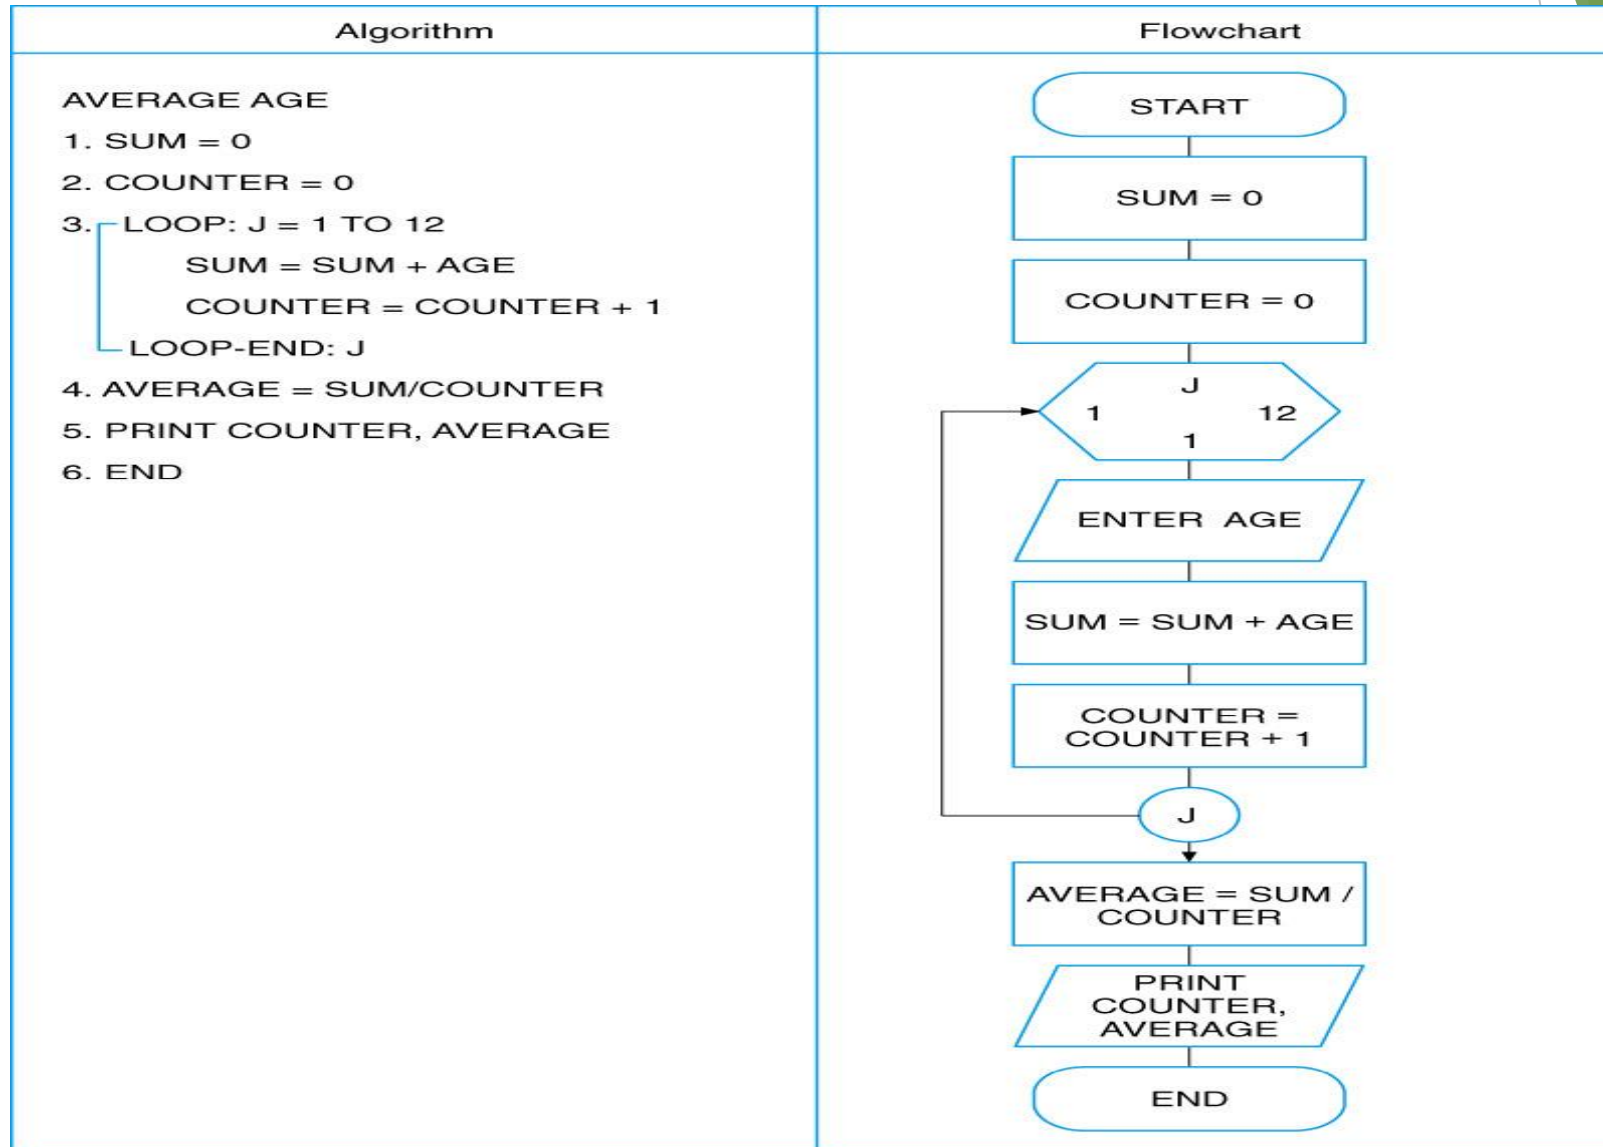 Algorithm
Flowchart
AVERAGE AGE
1. SUM = 0
2. COUNTER = 0
3. LOOP: J = 1 TO 12
SUM = SUM + AGE
COUNTER = COUNTER + 1
LOOP-END: J
4. AVERAGE = SUM/COUNTER
5. PRINT COUNTER, AVERAGE
6. END
START
SUM = 0
COUNTER = 0
J
1 12
1
ENTER AGE
SUM = SUM + AGE
COUNTER =
COUNTER + 1
J
AVERAGE = SUM /
COUNTER
PRINT
COUNTER,
AVERAGE
END